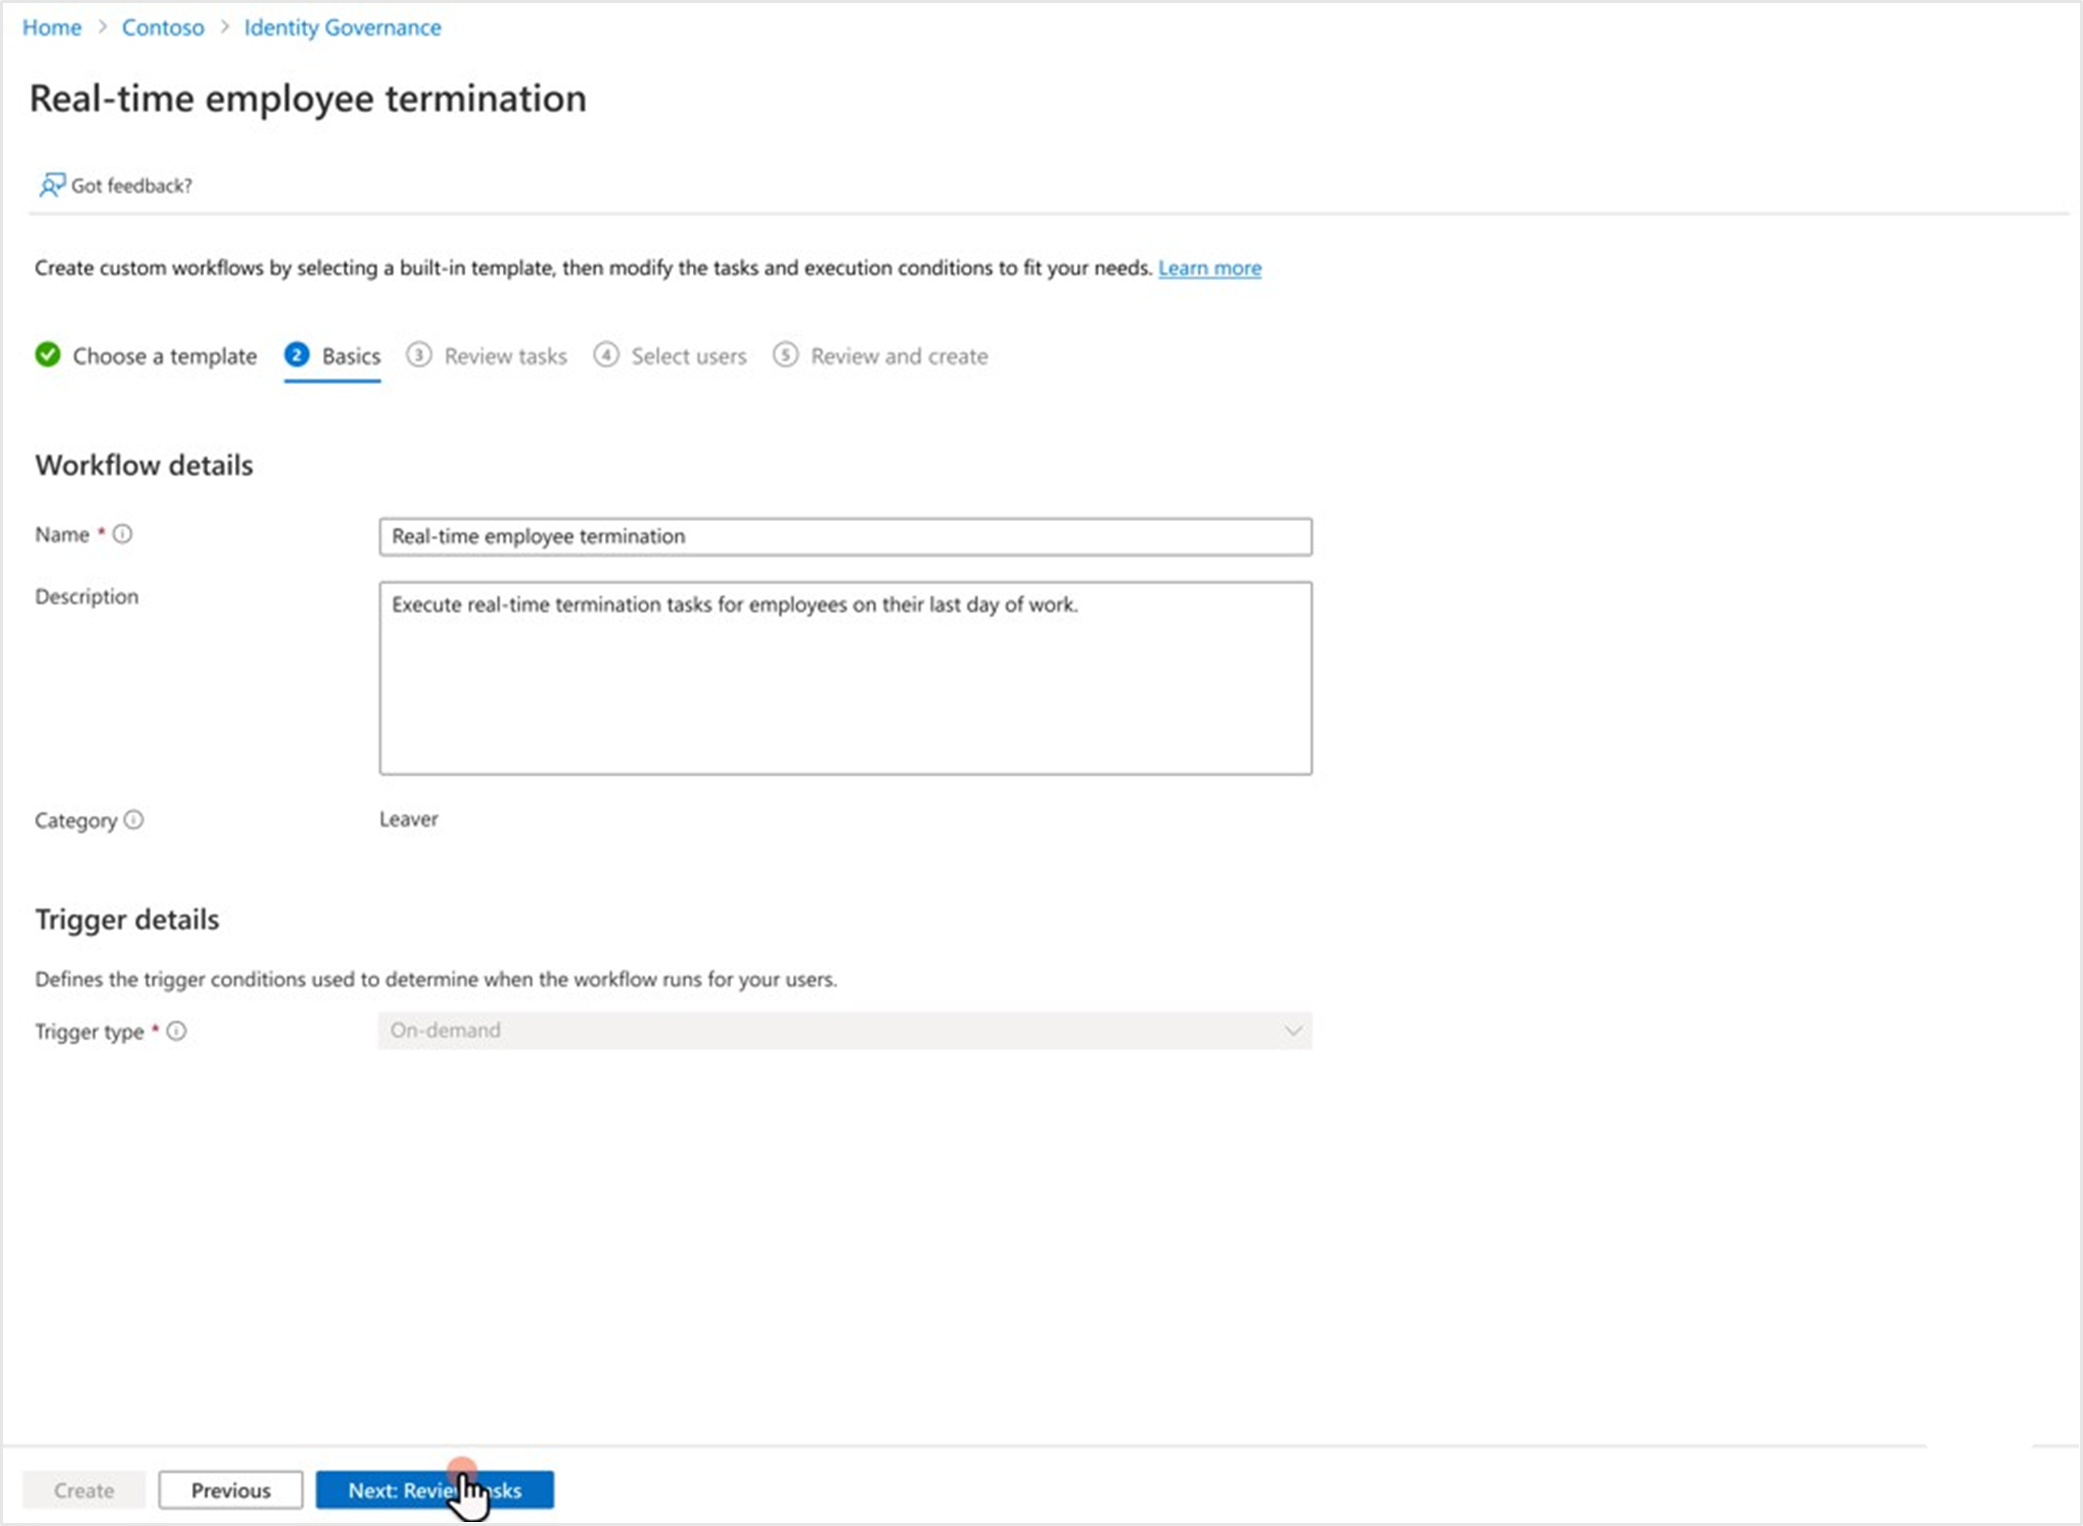 Home > Contoso > Identity Governance
Real-time employee termination
Got feedback?
Create custom workflows by selecting a built-in template, then modify the tasks and execution conditions to fit your needs. Learn more
Choose a template 2 Basics 3 Review tasks 4 Select users 5 Review and create
Workflow details
Name * Real-time employee termination
Description Execute real-time termination tasks for employees on their last day of work.
Category Leaver
Trigger details
Defines the trigger conditions used to determine when the workflow runs for your users.
Trigger type * On-demand
Create Previous Next: